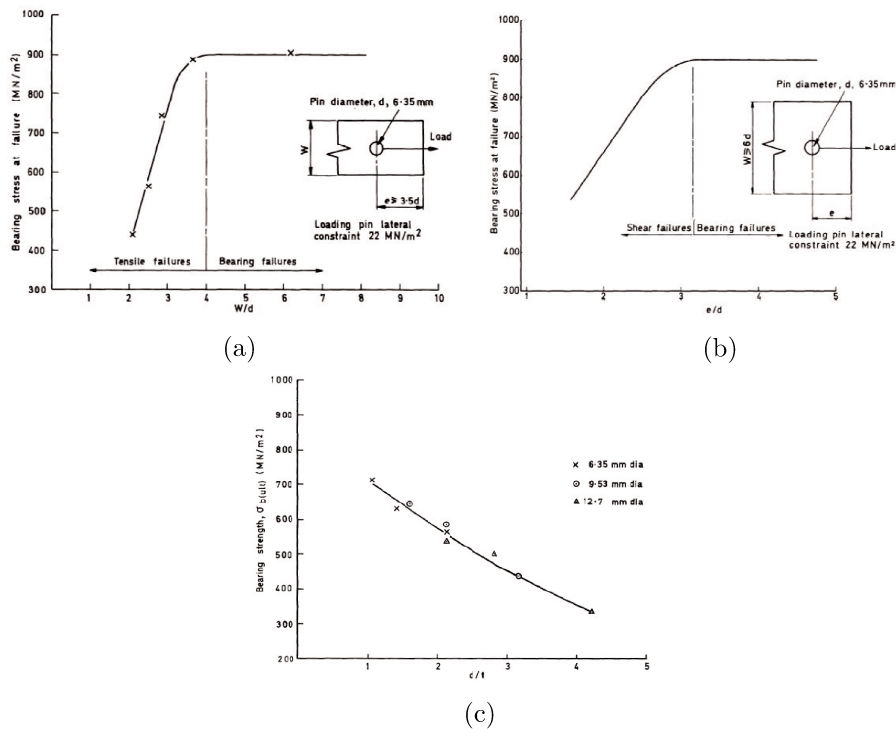 1000
900
800
700
600
500
400
300
Bearing stress at failure (MN/m²)
Pin diameter, d, 6·35mm
W
Load
e⩾3·5d
Loading pin lateral
constraint 22 MN/m²
Tensile failures
Bearing failures
1 2 3 4 5 6 7 8 9 10
W/d
(a)
1000
900
800
700
600
500
400
300
Bearing stress at failure (MN/m²)
Pin diameter, d, 6·35mm
W⩾6d
Load
e
Shear failures
Bearing failures
Loading pin lateral
constraint 22 MN/m²
1 2 3 4 5
e/d
(b)
1000
900
800
700
600
500
400
300
200
Bearing strength, σb(ult) (MN/m²)
× 6·35 mm dia
⊙ 9·53 mm dia
△ 12·7 mm dia
1 2 3 4 5
d/t
(c)